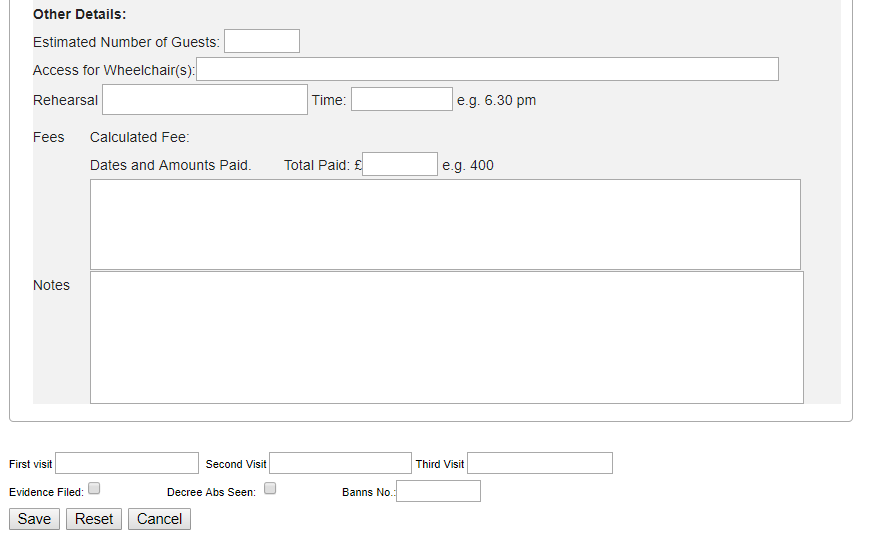 Other Details:
Estimated Number of Guests:
Access for Wheelchair(s):
Rehearsal Time: e.g. 6.30 pm
Fees Calculated Fee:
Dates and Amounts Paid. Total Paid: £ e.g. 400
Notes
First visit Second Visit Third Visit
Evidence Filed: Decree Abs Seen: Banns No.:
Save Reset Cancel